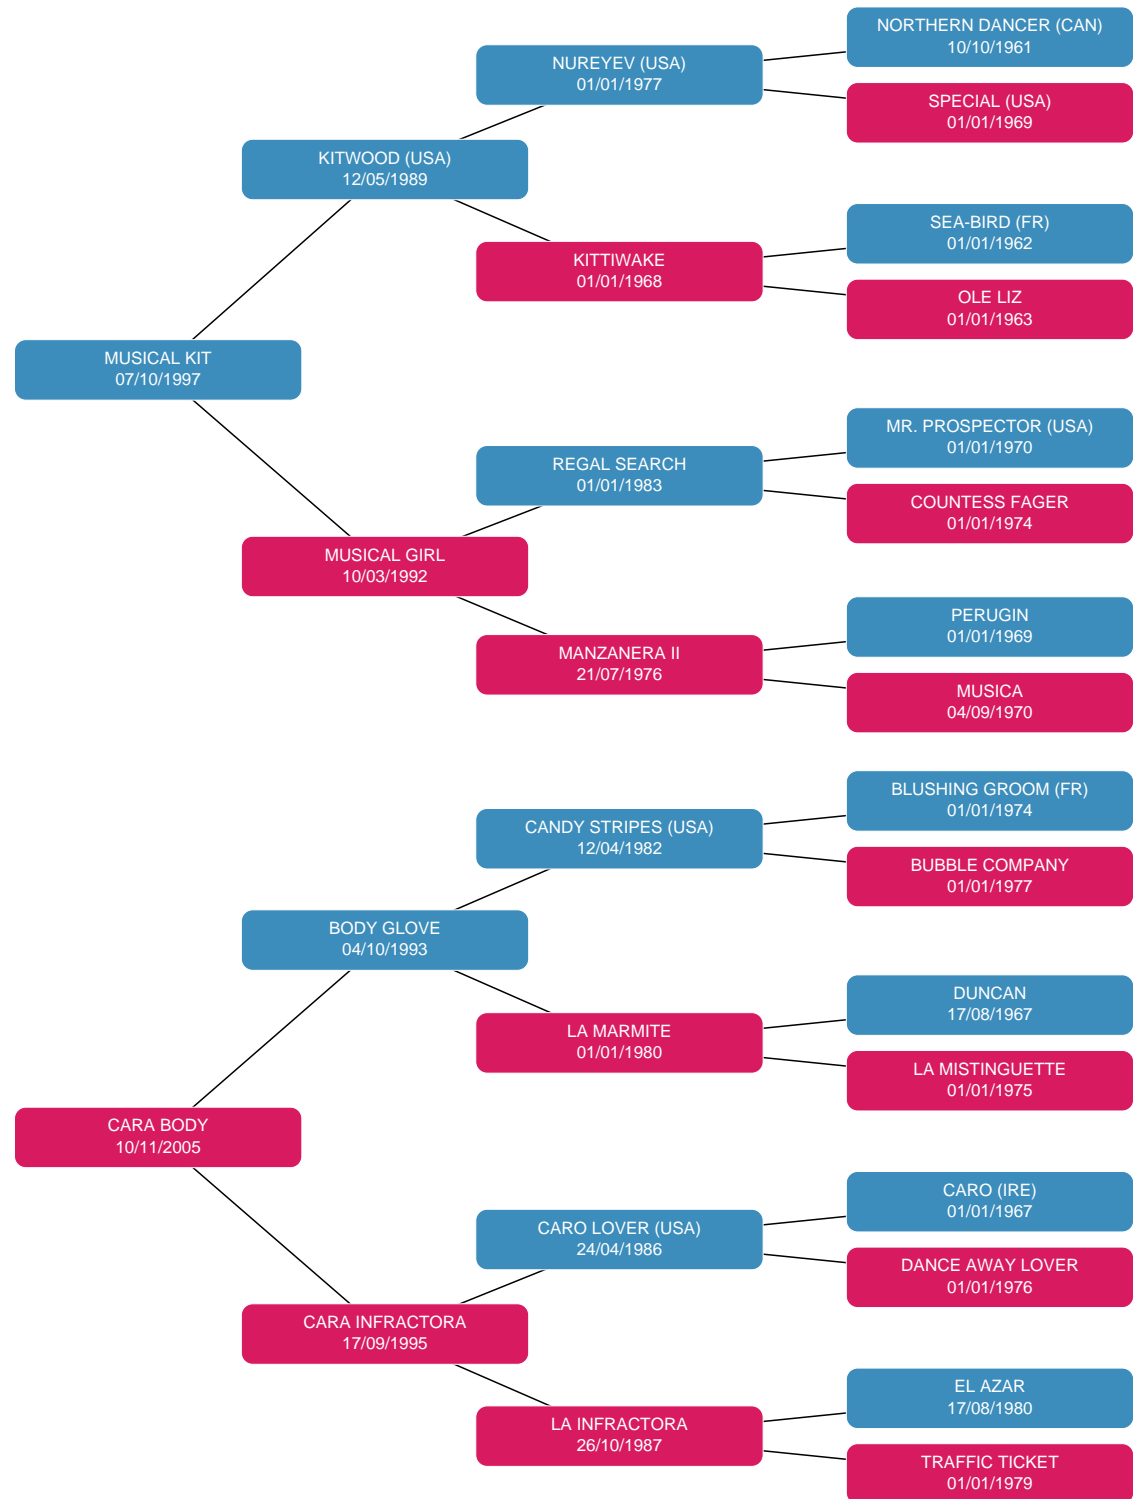 NORTHERN DANCER (CAN)
10/10/1961
NUREYEV (USA)
01/01/1977
SPECIAL (USA)
01/01/1969
KITWOOD (USA)
12/05/1989
SEA-BIRD (FR)
01/01/1962
KITTIWAKE
01/01/1968
OLE LIZ
01/01/1963
MUSICAL KIT
07/10/1997
MR. PROSPECTOR (USA)
01/01/1970
REGAL SEARCH
01/01/1983
COUNTESS FAGER
01/01/1974
MUSICAL GIRL
10/03/1992
PERUGIN
01/01/1969
MANZANERA II
21/07/1976
MUSICA
04/09/1970
BLUSHING GROOM (FR)
01/01/1974
CANDY STRIPES (USA)
12/04/1982
BUBBLE COMPANY
01/01/1977
BODY GLOVE
04/10/1993
DUNCAN
17/08/1967
LA MARMITE
01/01/1980
LA MISTINGUETTE
01/01/1975
CARA BODY
10/11/2005
CARO (IRE)
01/01/1967
CARO LOVER (USA)
24/04/1986
DANCE AWAY LOVER
01/01/1976
CARA INFRACTORA
17/09/1995
EL AZAR
17/08/1980
LA INFRACTORA
26/10/1987
TRAFFIC TICKET
01/01/1979